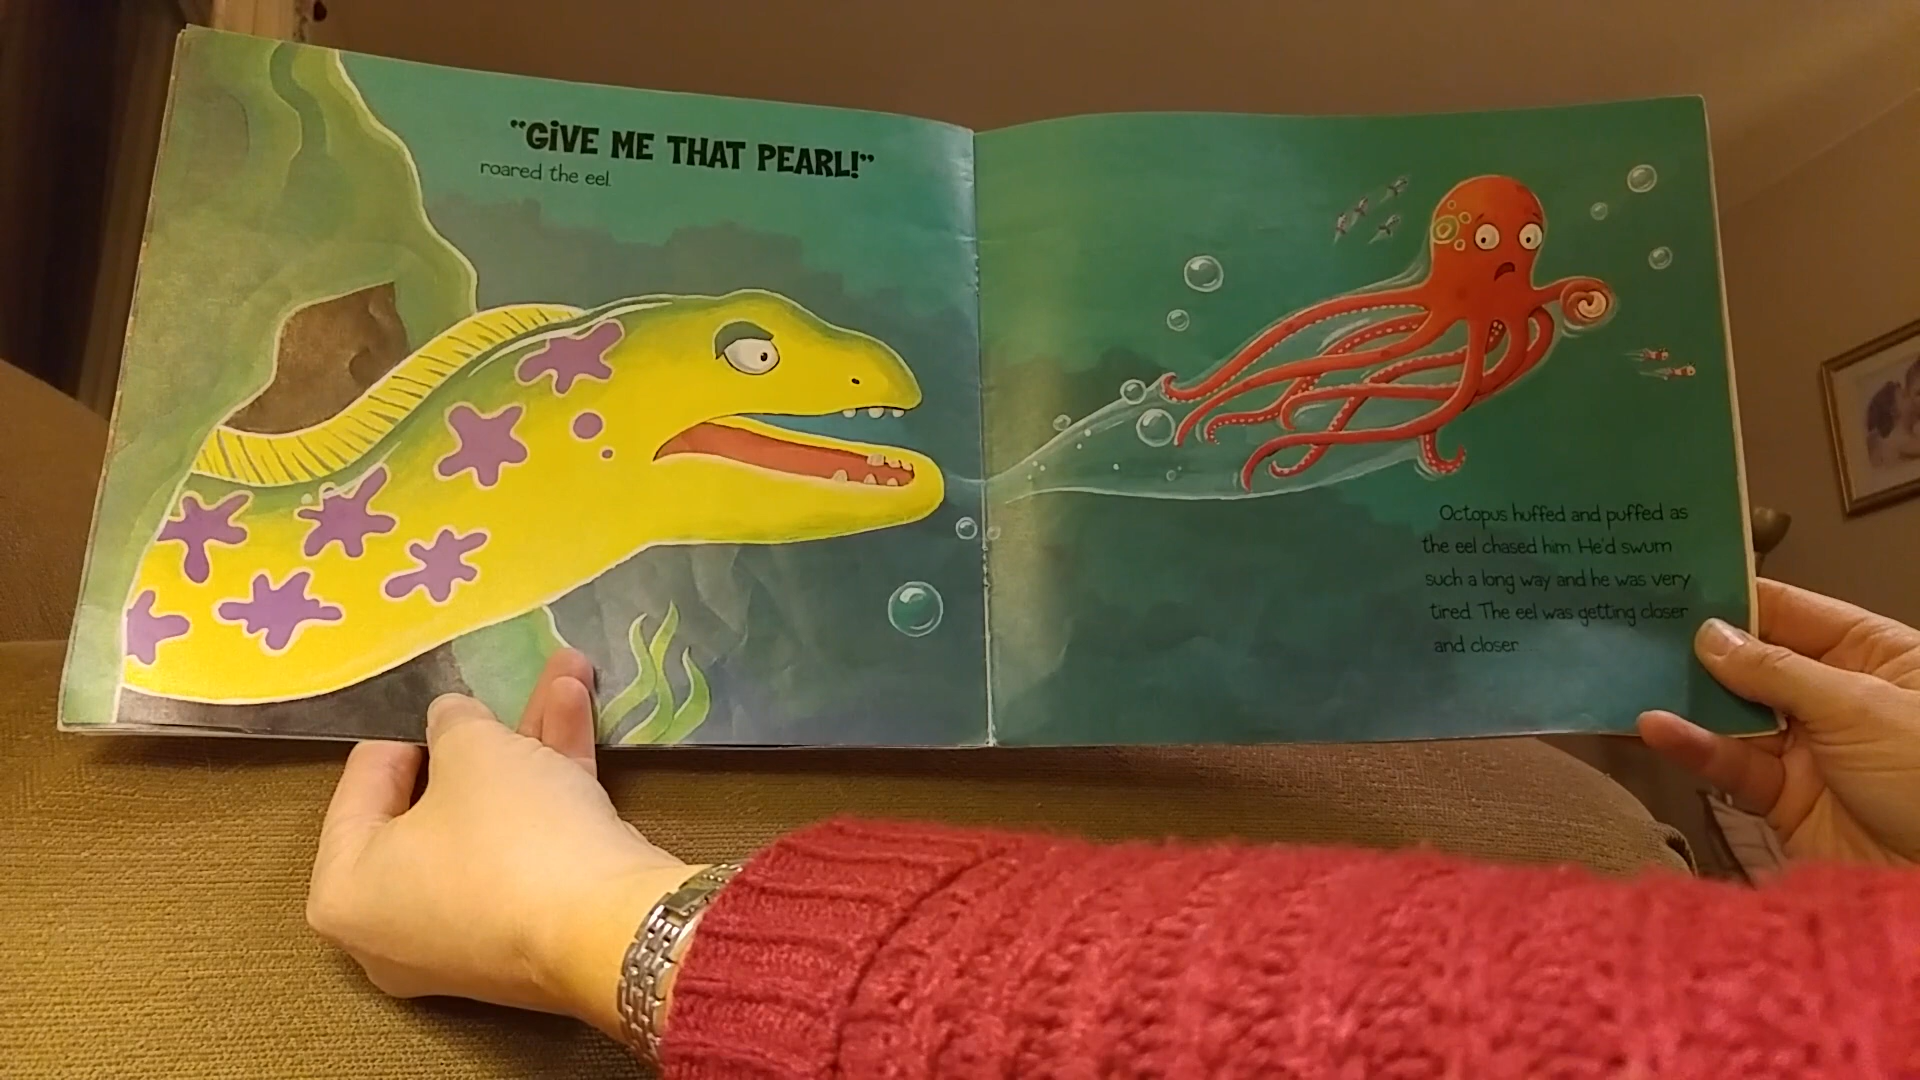 "GiVE ME THAT PEARL!"
roared the eel.
Octopus huffed and puffed as
the eel chased him. He'd swum
such a long way and he was very
tired. The eel was getting closer
and closer . . .